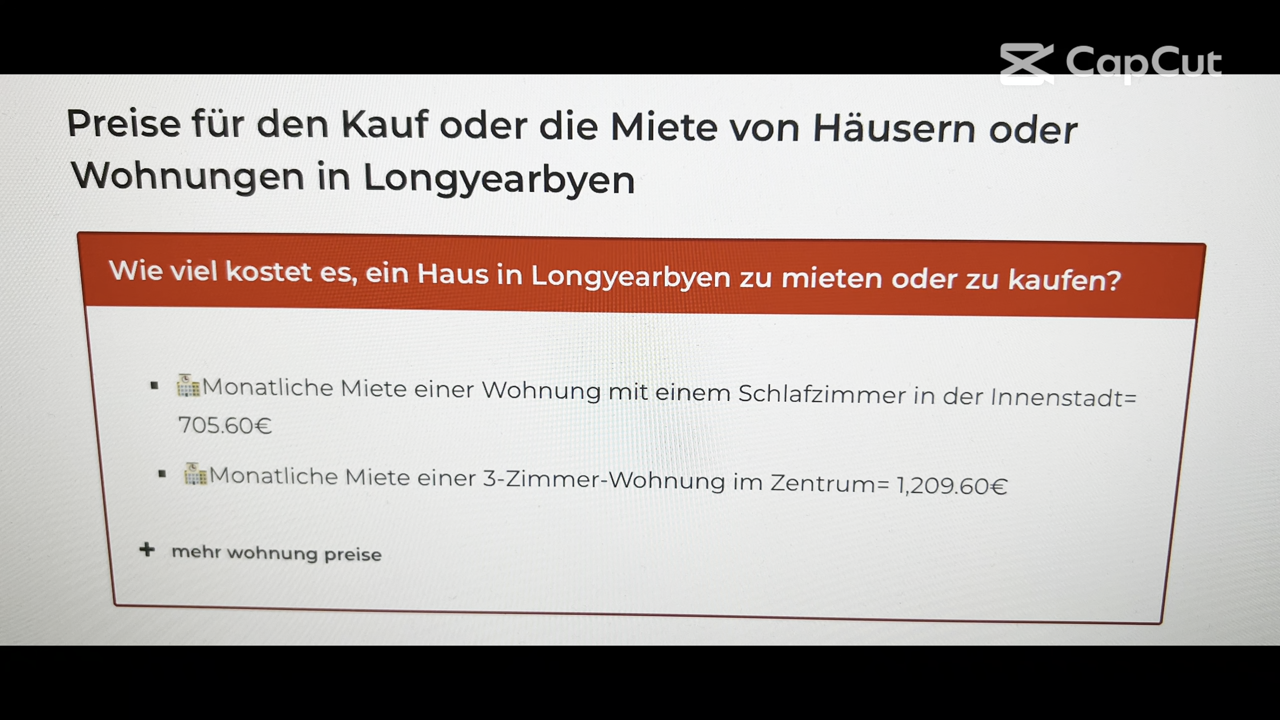 CapCut
Preise für den Kauf oder die Miete von Häusern oder
Wohnungen in Longyearbyen
Wie viel kostet es, ein Haus in Longyearbyen zu mieten oder zu kaufen?
Monatliche Miete einer Wohnung mit einem Schlafzimmer in der Innenstadt=
705.60€
Monatliche Miete einer 3-Zimmer-Wohnung im Zentrum= 1,209.60€
+ mehr wohnung preise